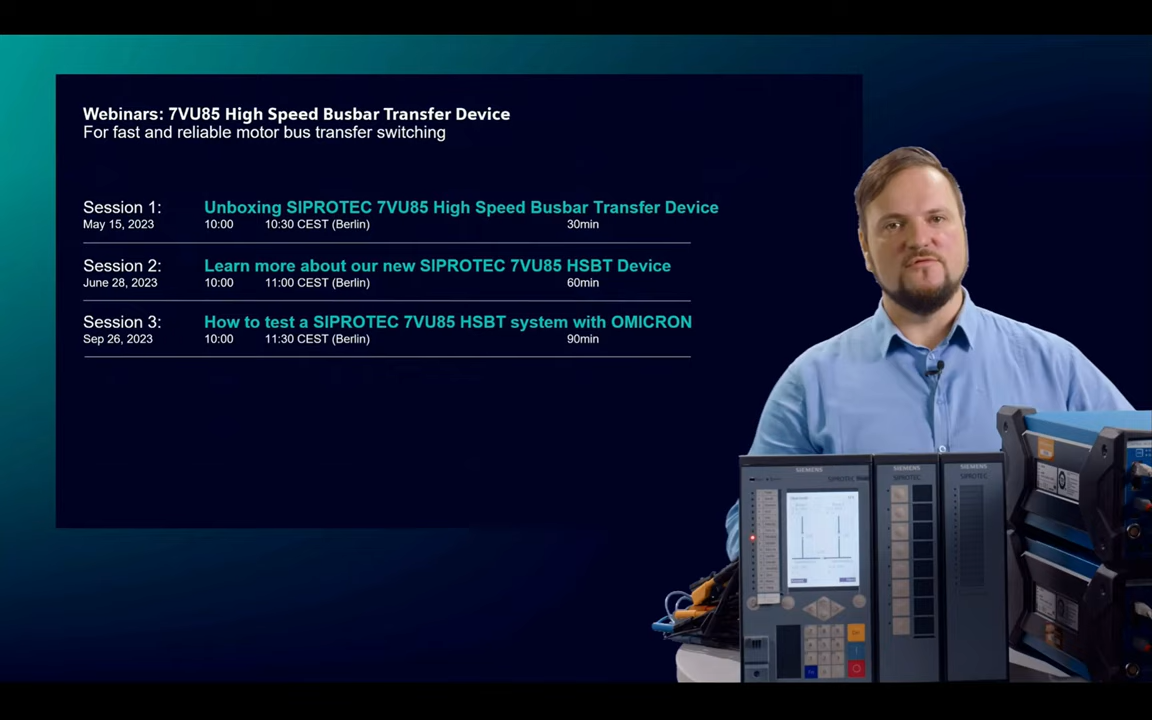 Webinars: 7VU85 High Speed Busbar Transfer Device
For fast and reliable motor bus transfer switching
Session 1: Unboxing SIPROTEC 7VU85 High Speed Busbar Transfer Device
May 15, 2023 10:00 10:30 CEST (Berlin) 30min
Session 2: Learn more about our new SIPROTEC 7VU85 HSBT Device
June 28, 2023 10:00 11:00 CEST (Berlin) 60min
Session 3: How to test a SIPROTEC 7VU85 HSBT system with OMICRON
Sep 26, 2023 10:00 11:30 CEST (Berlin) 90min
SIEMENS SIEMENS SIEMENS
SIPROTEC SIPROTEC SIPROTEC